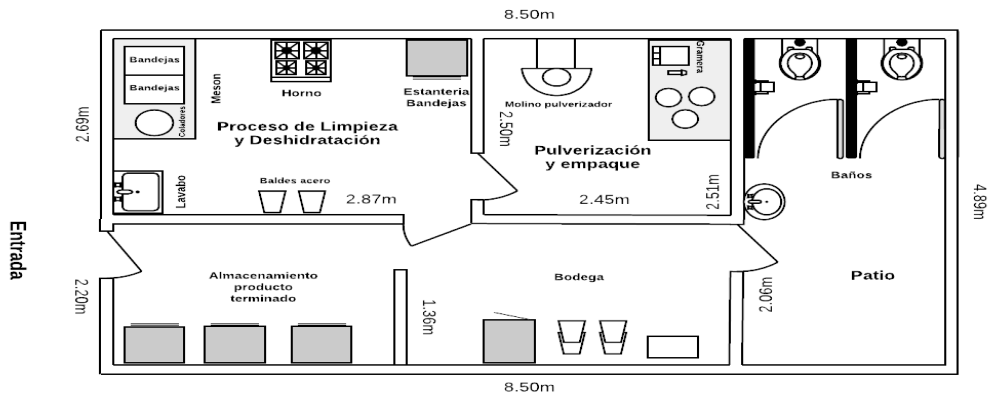 8.50m
Bandejas
Bandejas
Coladores
Meson
Horno
Estanteria
Bandejas
Molino pulverizador
Gramera
2.69m
Proceso de Limpieza
y Deshidratación
2.50m
Pulverización
y empaque
Baños
Lavabo
Baldes acero
2.87m
2.45m
2.51m
4.89m
Entrada
2.20m
Almacenamiento
producto
terminado
1.36m
Bodega
2.06m
Patio
8.50m